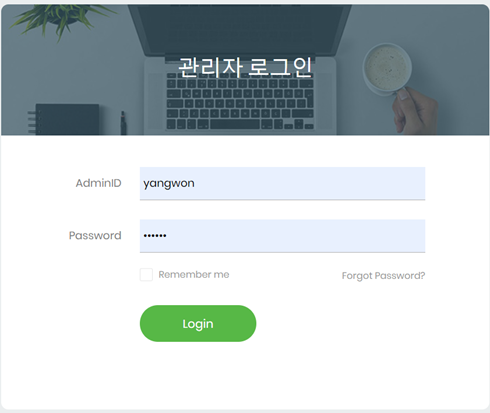 관리자 로그인
AdminID
yangwon
Password
••••••
Remember me
Forgot Password?
Login